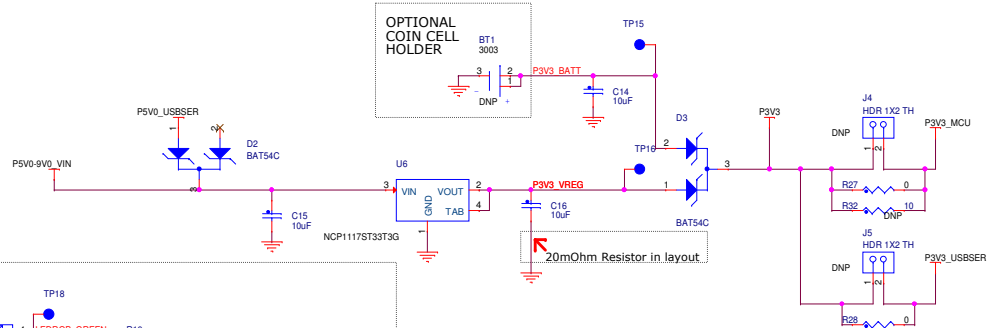 OPTIONAL
COIN CELL
HOLDER
BT1
3003
3
2
1
-
+
DNP
P3V3_BATT
TP15
C14
10uF
P5V0_USBSER
1
2
D2
BAT54C
3
P5V0-9V0_VIN
C15
10uF
U6
3
VIN
VOUT
2
GND
TAB
4
1
NCP1117ST33T3G
P3V3_VREG
C16
10uF
20mOhm Resistor in layout
TP16
D3
2
1
3
BAT54C
P3V3
J4
HDR 1X2 TH
DNP
1
2
P3V3_MCU
R27
0
R32
10
DNP
J5
HDR 1X2 TH
DNP
1
2
P3V3_USBSER
R28
0
TP18